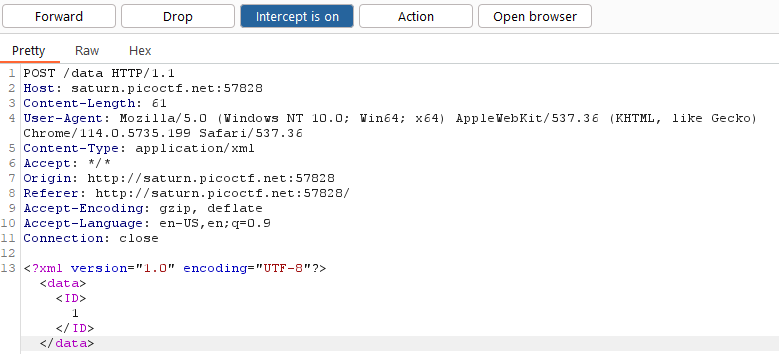 Forward Drop Intercept is on Action Open browser
Pretty Raw Hex
1 POST /data HTTP/1.1
2 Host: saturn.picoctf.net:57828
3 Content-Length: 61
4 User-Agent: Mozilla/5.0 (Windows NT 10.0; Win64; x64) AppleWebKit/537.36 (KHTML, like Gecko)
Chrome/114.0.5735.199 Safari/537.36
5 Content-Type: application/xml
6 Accept: */*
7 Origin: http://saturn.picoctf.net:57828
8 Referer: http://saturn.picoctf.net:57828/
9 Accept-Encoding: gzip, deflate
10 Accept-Language: en-US,en;q=0.9
11 Connection: close
12
13 <?xml version="1.0" encoding="UTF-8"?>
<data>
<ID>
1
</ID>
</data>